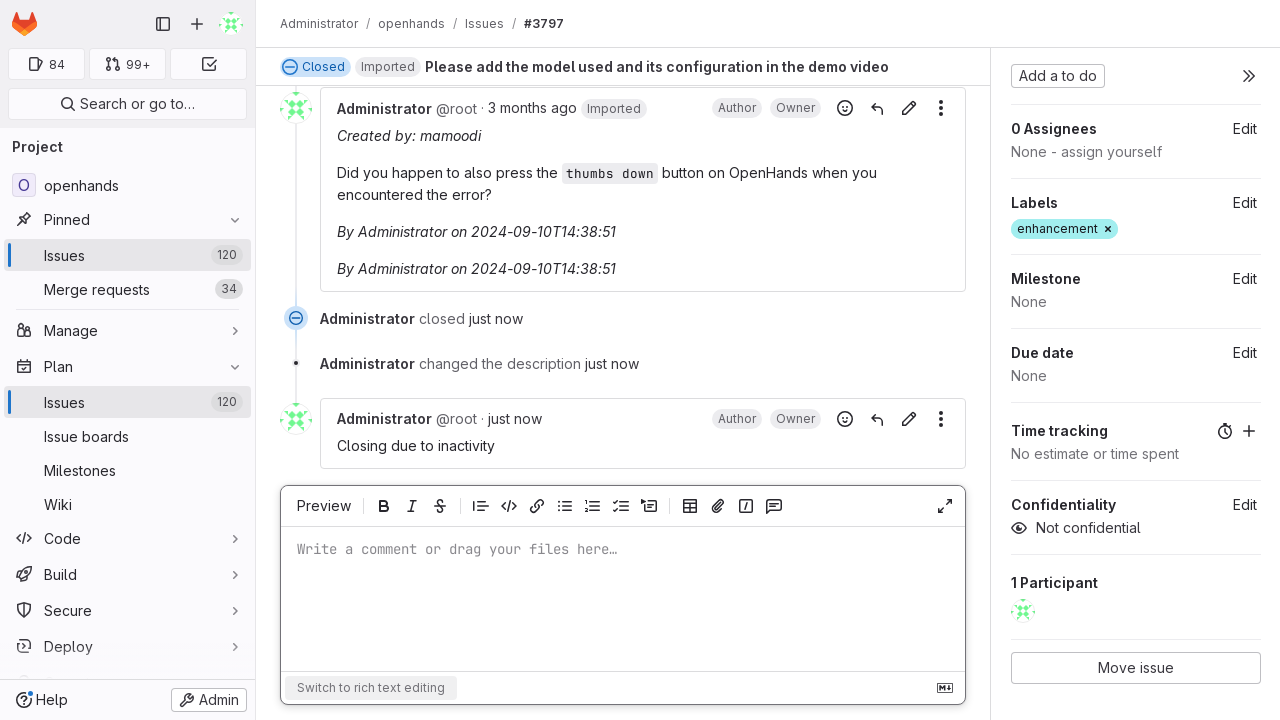 Administrator / openhands / Issues / #3797
84
99+
Search or go to…
Project
O openhands
Pinned
Issues 120
Merge requests 34
Manage
Plan
Issues 120
Issue boards
Milestones
Wiki
Code
Build
Secure
Deploy
Help
Admin
Closed Imported Please add the model used and its configuration in the demo video
Administrator @root · 3 months ago Imported Author Owner
Created by: mamoodi
Did you happen to also press the thumbs down button on OpenHands when you
encountered the error?
By Administrator on 2024-09-10T14:38:51
By Administrator on 2024-09-10T14:38:51
Administrator closed just now
Administrator changed the description just now
Administrator @root · just now Author Owner
Closing due to inactivity
Preview
Write a comment or drag your files here…
Switch to rich text editing
Add a to do
0 Assignees Edit
None - assign yourself
Labels Edit
enhancement ×
Milestone Edit
None
Due date Edit
None
Time tracking
No estimate or time spent
Confidentiality Edit
Not confidential
1 Participant
Move issue